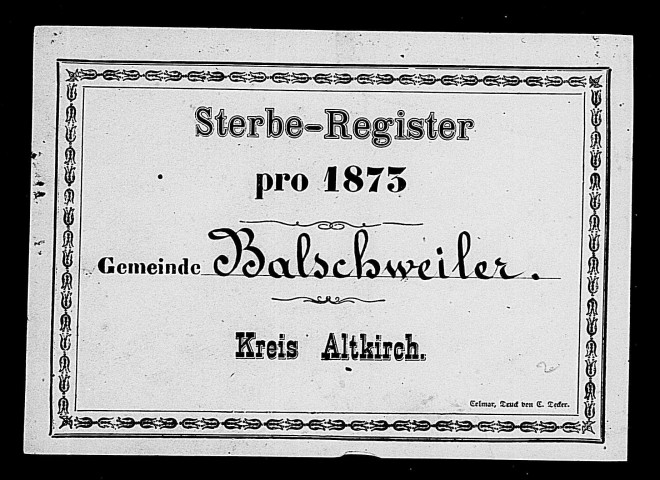 Sterbe-Register
pro 1873
Gemeinde Balschweiler.
Kreis Altkirch.
Colmar, Druck von C. Decker.